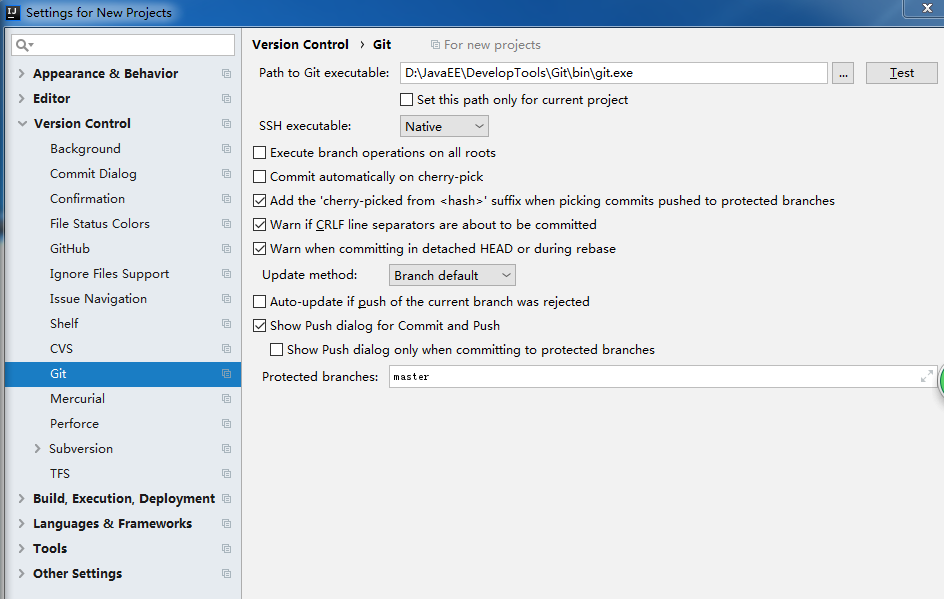 Settings for New Projects
Appearance & Behavior
Editor
Version Control
Background
Commit Dialog
Confirmation
File Status Colors
GitHub
Ignore Files Support
Issue Navigation
Shelf
CVS
Git
Mercurial
Perforce
Subversion
TFS
Build, Execution, Deployment
Languages & Frameworks
Tools
Other Settings
Version Control › Git For new projects
Path to Git executable: D:\JavaEE\DevelopTools\Git\bin\git.exe ... Test
Set this path only for current project
SSH executable: Native
Execute branch operations on all roots
Commit automatically on cherry-pick
Add the 'cherry-picked from <hash>' suffix when picking commits pushed to protected branches
Warn if CRLF line separators are about to be committed
Warn when committing in detached HEAD or during rebase
Update method: Branch default
Auto-update if push of the current branch was rejected
Show Push dialog for Commit and Push
Show Push dialog only when committing to protected branches
Protected branches: master